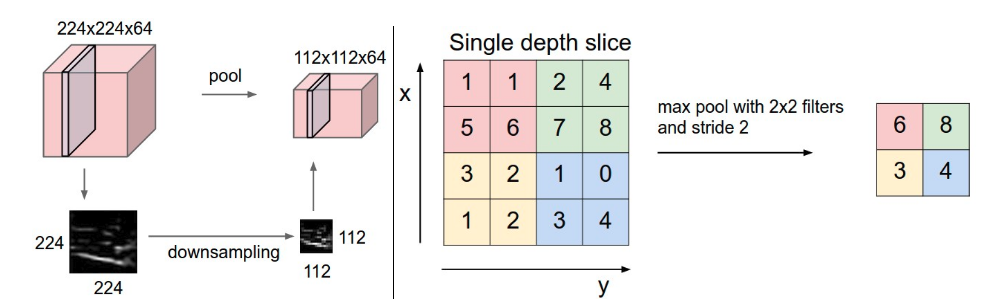 224x224x64
pool
112x112x64
224
224
downsampling
112
112
Single depth slice
x
1 1 2 4
5 6 7 8
3 2 1 0
1 2 3 4
y
max pool with 2x2 filters
and stride 2
6 8
3 4